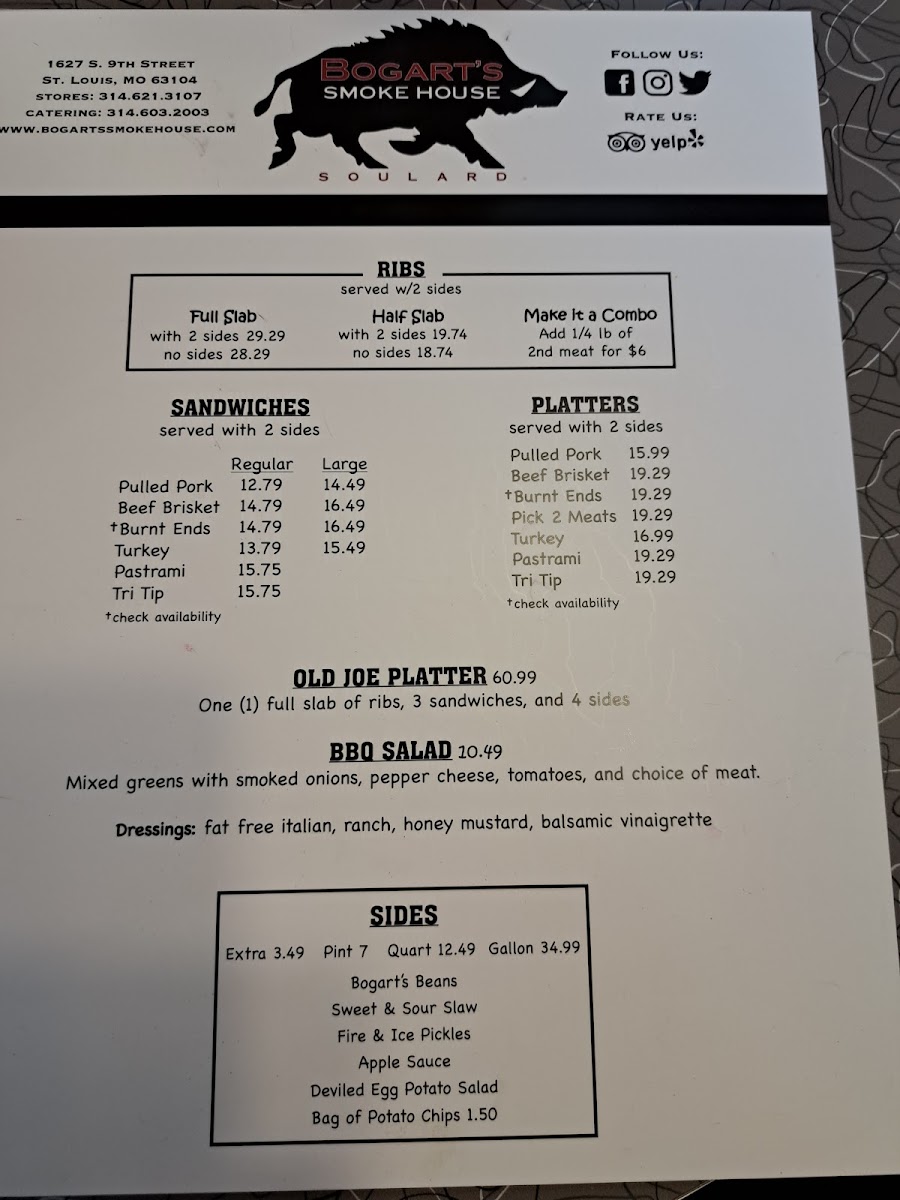 1627 S. 9TH STREET
ST. LOUIS, MO 63104
STORES: 314.621.3107
CATERING: 314.603.2003
WWW.BOGARTSSMOKEHOUSE.COM
BOGART'S
SMOKE HOUSE
SOULARD
FOLLOW US:
RATE US:
yelp
RIBS
served w/2 sides
Full Slab
with 2 sides 29.29
no sides 28.29
Half Slab
with 2 sides 19.74
no sides 18.74
Make It a Combo
Add 1/4 lb of
2nd meat for $6
SANDWICHES
served with 2 sides
Regular Large
Pulled Pork 12.79 14.49
Beef Brisket 14.79 16.49
†Burnt Ends 14.79 16.49
Turkey 13.79 15.49
Pastrami 15.75
Tri Tip 15.75
†check availability
PLATTERS
served with 2 sides
Pulled Pork 15.99
Beef Brisket 19.29
†Burnt Ends 19.29
Pick 2 Meats 19.29
Turkey 16.99
Pastrami 19.29
Tri Tip 19.29
†check availability
OLD JOE PLATTER 60.99
One (1) full slab of ribs, 3 sandwiches, and 4 sides
BBQ SALAD 10.49
Mixed greens with smoked onions, pepper cheese, tomatoes, and choice of meat.
Dressings: fat free italian, ranch, honey mustard, balsamic vinaigrette
SIDES
Extra 3.49 Pint 7 Quart 12.49 Gallon 34.99
Bogart's Beans
Sweet & Sour Slaw
Fire & Ice Pickles
Apple Sauce
Deviled Egg Potato Salad
Bag of Potato Chips 1.50